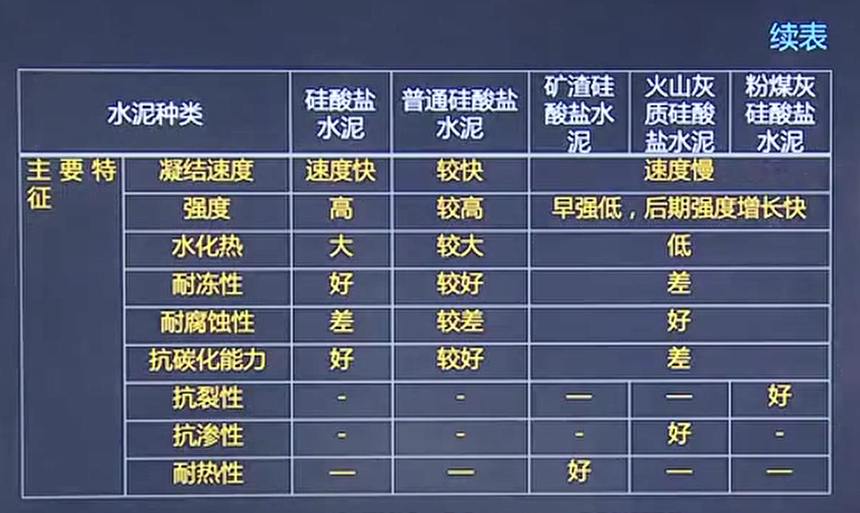 续表
水泥种类 硅酸盐水泥 普通硅酸盐水泥 矿渣硅酸盐水泥 火山灰质硅酸盐水泥 粉煤灰硅酸盐水泥
主要特征 凝结速度 速度快 较快 速度慢
强度 高 较高 早强低，后期强度增长快
水化热 大 较大 低
耐冻性 好 较好 差
耐腐蚀性 差 较差 好
抗碳化能力 好 较好 差
抗裂性 - - — — 好
抗渗性 - - - 好 -
耐热性 — — 好 — —